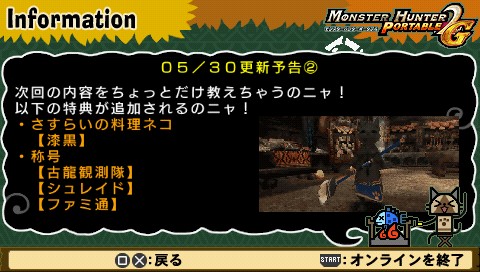 Information
MONSTER HUNTER
PORTABLE 2nd G
０５／３０更新予告②
次回の内容をちょっとだけ教えちゃうのニャ！
以下の特典が追加されるのニャ！
・さすらいの料理ネコ
【漆黒】
・称号
【古龍観測隊】
【シュレイド】
【ファミ通】
:戻る
START:オンラインを終了